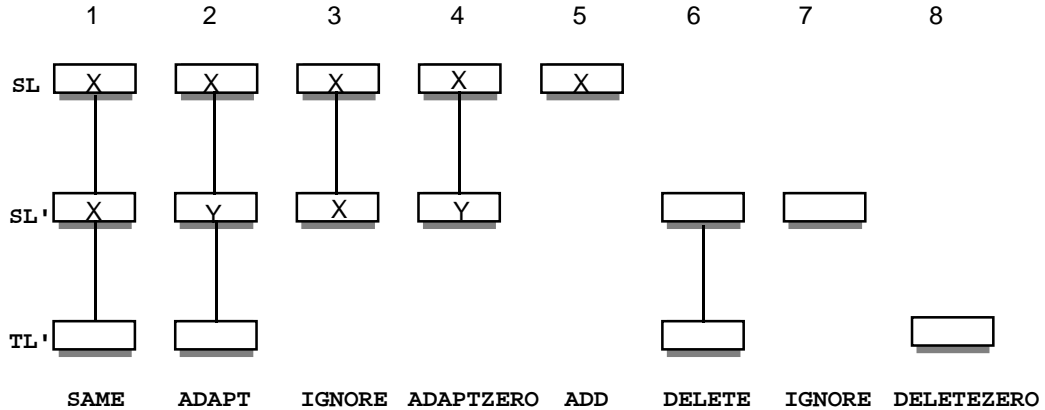 1 2 3 4 5 6 7 8
SL X X X X X
SL' X Y X Y
TL'
SAME ADAPT IGNORE ADAPTZERO ADD DELETE IGNORE DELETEZERO